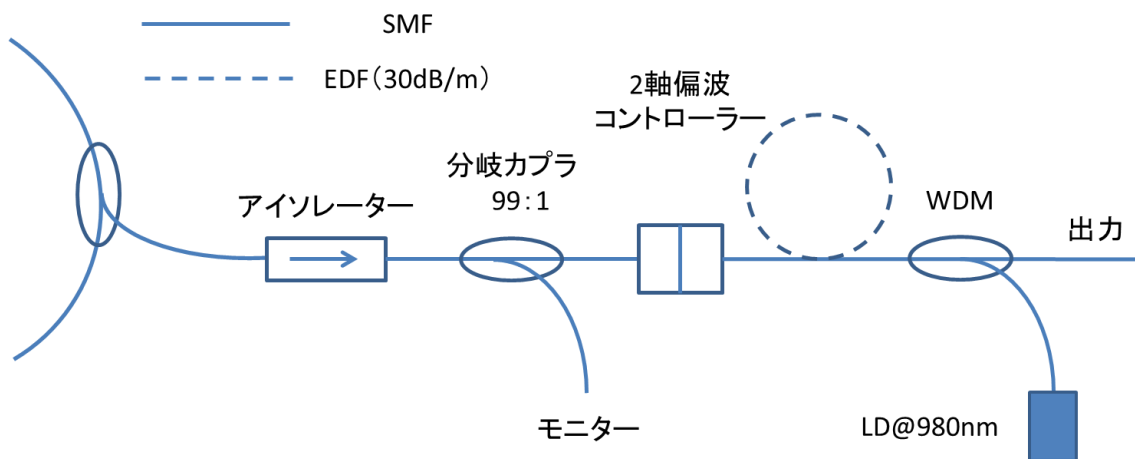 SMF
EDF(30dB/m)
2軸偏波
コントローラー
分岐カプラ
99:1
アイソレーター
WDM
出力
モニター
LD@980nm